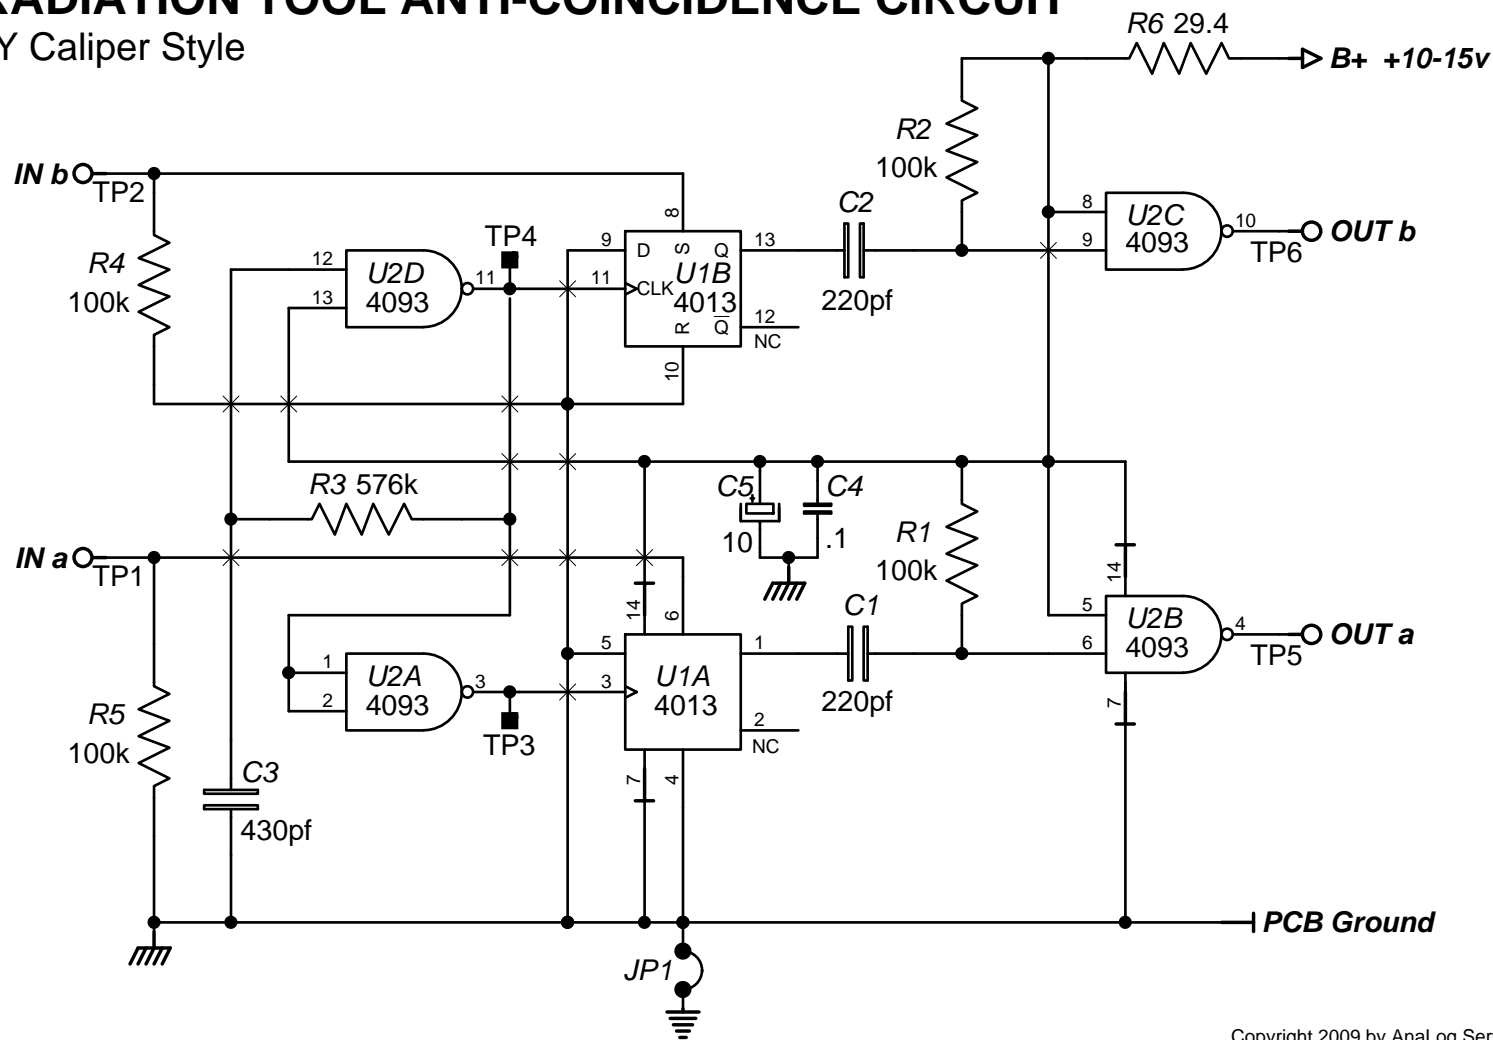 RADIATION TOOL ANTI-COINCIDENCE CIRCUIT
Y Caliper Style
R6 29.4
B+ +10-15v
R2
100k
IN b
TP2
C2
8
8
U2C
4093
10
OUT b
TP6
9
TP4
9
D
S
Q
13
R4
100k
12
U2D
4093
11
11
CLK
U1B
4013
220pf
13
R
Q
12
NC
10
R3 576k
C5
C4
10
.1
R1
100k
IN a
TP1
14
14
6
C1
5
U2B
4093
4
OUT a
TP5
6
5
1
1
U2A
4093
3
3
U1A
4013
220pf
2
2
NC
TP3
R5
100k
7
7
4
C3
430pf
PCB Ground
JP1
Copyright 2009 by AnaLog Ser